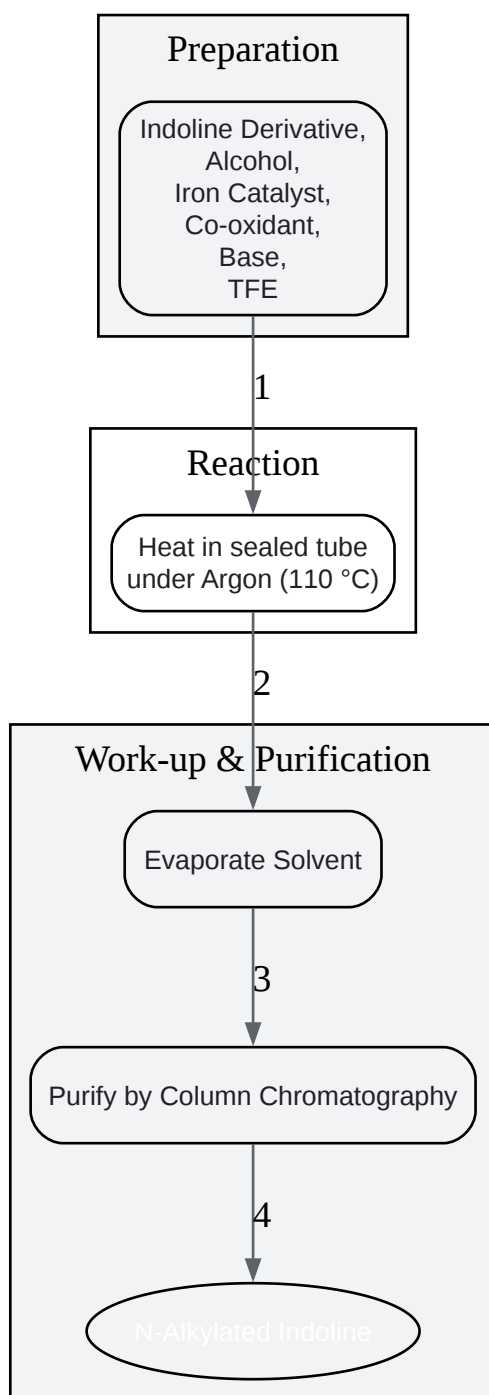 Preparation
Indoline Derivative,
Alcohol,
Iron Catalyst,
Co-oxidant,
Base,
TFE
1
Reaction
Heat in sealed tube
under Argon (110 °C)
2
Work-up & Purification
Evaporate Solvent
3
Purify by Column Chromatography
4
N-Alkylated Indoline